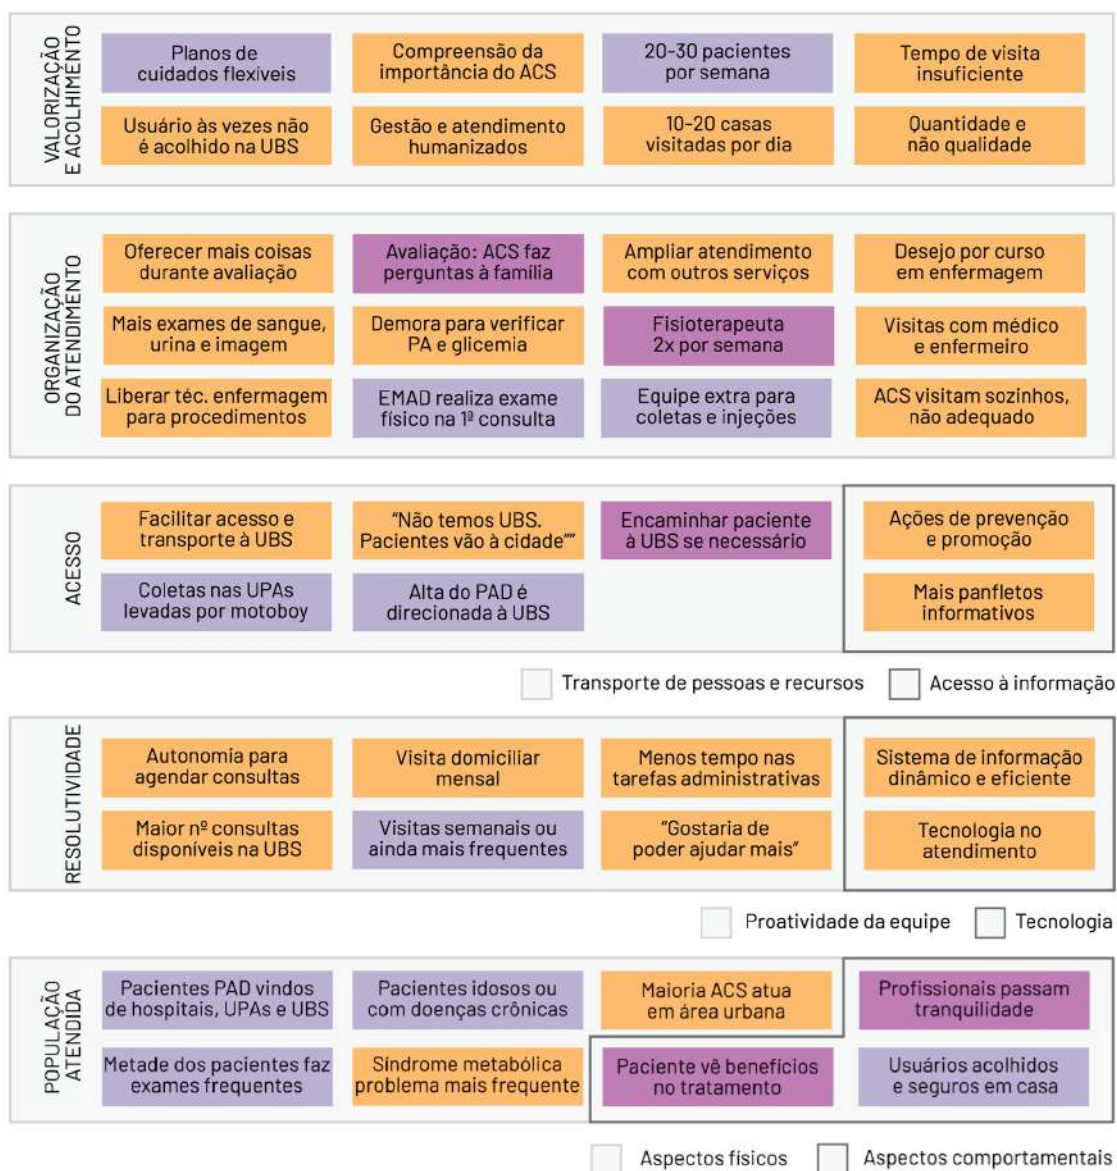 VALORIZAÇÃO
E ACOLHIMENTO
Planos de
cuidados flexíveis
Compreensão da
importância do ACS
20-30 pacientes
por semana
Tempo de visita
insuficiente
Usuário às vezes não
é acolhido na UBS
Gestão e atendimento
humanizados
10-20 casas
visitadas por dia
Quantidade e
não qualidade
ORGANIZAÇÃO
DO ATENDIMENTO
Oferecer mais coisas
durante avaliação
Avaliação: ACS faz
perguntas à família
Ampliar atendimento
com outros serviços
Desejo por curso
em enfermagem
Mais exames de sangue,
urina e imagem
Demora para verificar
PA e glicemia
Fisioterapeuta
2x por semana
Visitas com médico
e enfermeiro
Liberar téc. enfermagem
para procedimentos
EMAD realiza exame
físico na 1ª consulta
Equipe extra para
coletas e injeções
ACS visitam sozinhos,
não adequado
ACESSO
Facilitar acesso e
transporte à UBS
"Não temos UBS.
Pacientes vão à cidade""
Encaminhar paciente
à UBS se necessário
Ações de prevenção
e promoção
Coletas nas UPAs
levadas por motoboy
Alta do PAD é
direcionada à UBS
Mais panfletos
informativos
Transporte de pessoas e recursos
Acesso à informação
RESOLUTIVIDADE
Autonomia para
agendar consultas
Visita domiciliar
mensal
Menos tempo nas
tarefas administrativas
Sistema de informação
dinâmico e eficiente
Maior nº consultas
disponíveis na UBS
Visitas semanais ou
ainda mais frequentes
"Gostaria de
poder ajudar mais"
Tecnologia no
atendimento
Proatividade da equipe
Tecnologia
POPULAÇÃO
ATENDIDA
Pacientes PAD vindos
de hospitais, UPAs e UBS
Pacientes idosos ou
com doenças crônicas
Maioria ACS atua
em área urbana
Profissionais passam
tranquilidade
Metade dos pacientes faz
exames frequentes
Síndrome metabólica
problema mais frequente
Paciente vê benefícios
no tratamento
Usuários acolhidos
e seguros em casa
Aspectos físicos
Aspectos comportamentais